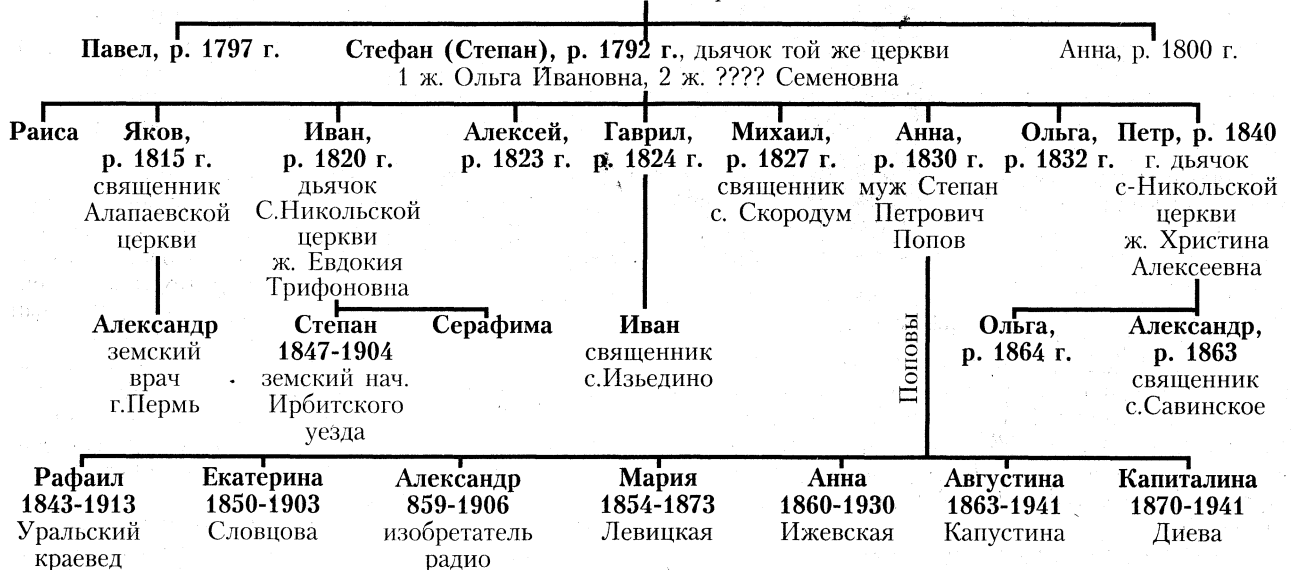 Павел, р. 1797 г.
Стефан (Степан), р. 1792 г., дьячок той же церкви
1 ж. Ольга Ивановна, 2 ж. ???? Семеновна
Анна, р. 1800 г.
Раиса
Яков,
р. 1815 г.
священник
Алапаевской
церкви
Иван,
р. 1820 г.
дьячок
С.Никольской
церкви
ж. Евдокия
Трифоновна
Алексей,
р. 1823 г.
Гаврил,
р. 1824 г.
Михаил,
р. 1827 г.
священник
с. Скородум
Анна,
р. 1830 г.
муж Степан
Петрович
Попов
Ольга,
р. 1832 г.
Петр, р. 1840
г. дьячок
с-Никольской
церкви
ж. Христина
Алексеевна
Александр
земский
врач
г.Пермь
Степан
1847-1904
земский нач.
Ирбитского
уезда
Серафима
Иван
священник
с.Изьедино
Поповы
Ольга,
р. 1864 г.
Александр,
р. 1863
священник
с.Савинское
Рафаил
1843-1913
Уральский
краевед
Екатерина
1850-1903
Словцова
Александр
859-1906
изобретатель
радио
Мария
1854-1873
Левицкая
Анна
1860-1930
Ижевская
Августина
1863-1941
Капустина
Капиталина
1870-1941
Диева